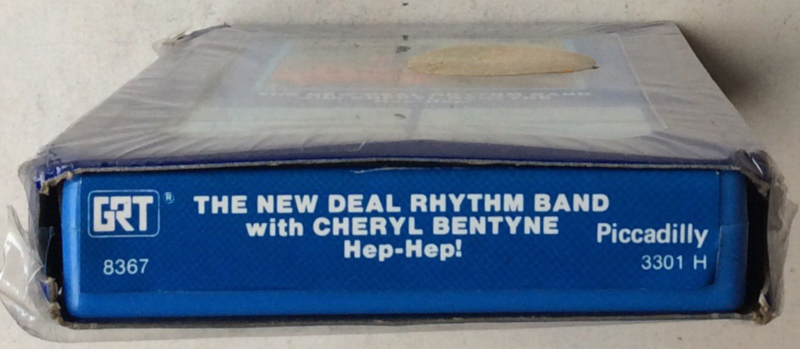 GRT®
THE NEW DEAL RHYTHM BAND
with CHERYL BENTYNE
Hep-Hep!
Piccadilly
8367
3301 H